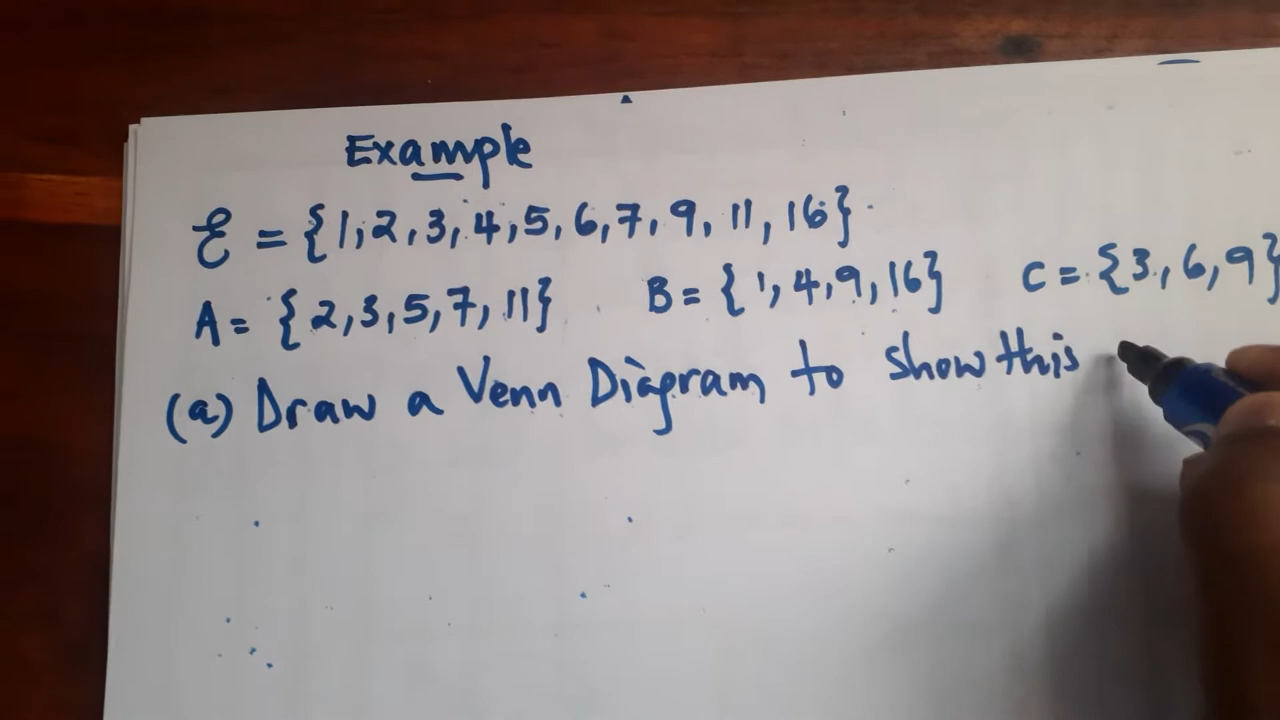 Example
ℰ = {1, 2, 3, 4, 5, 6, 7, 9, 11, 16}
A = {2, 3, 5, 7, 11} B = {1, 4, 9, 16} C = {3, 6, 9}
(a) Draw a Venn Diagram to show this